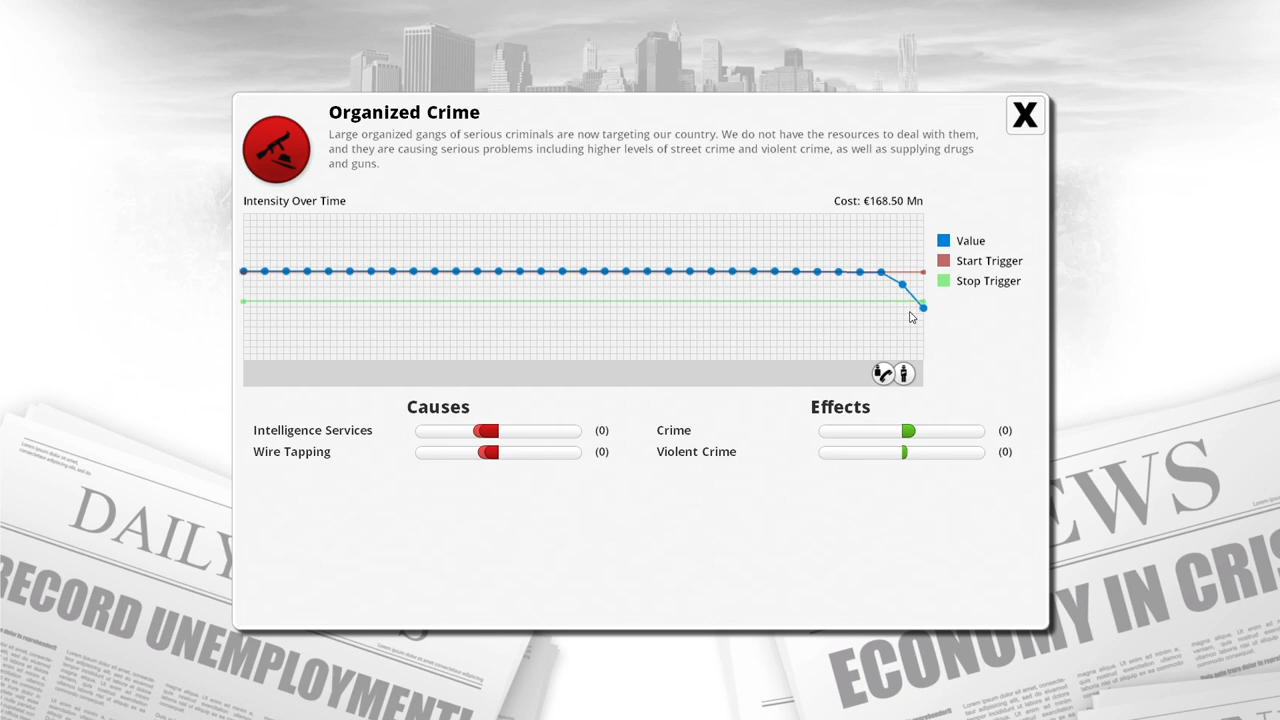 Organized Crime
X
Large organized gangs of serious criminals are now targeting our country. We do not have the resources to deal with them,
and they are causing serious problems including higher levels of street crime and violent crime, as well as supplying drugs
and guns.
Intensity Over Time
Cost: €168.50 Mn
Value
Start Trigger
Stop Trigger
Causes
Effects
Intelligence Services (0)
Wire Tapping (0)
Crime (0)
Violent Crime (0)
DAILY
RECORD UNEMPLOYMENT
EWS
ECONOMY IN CRIS